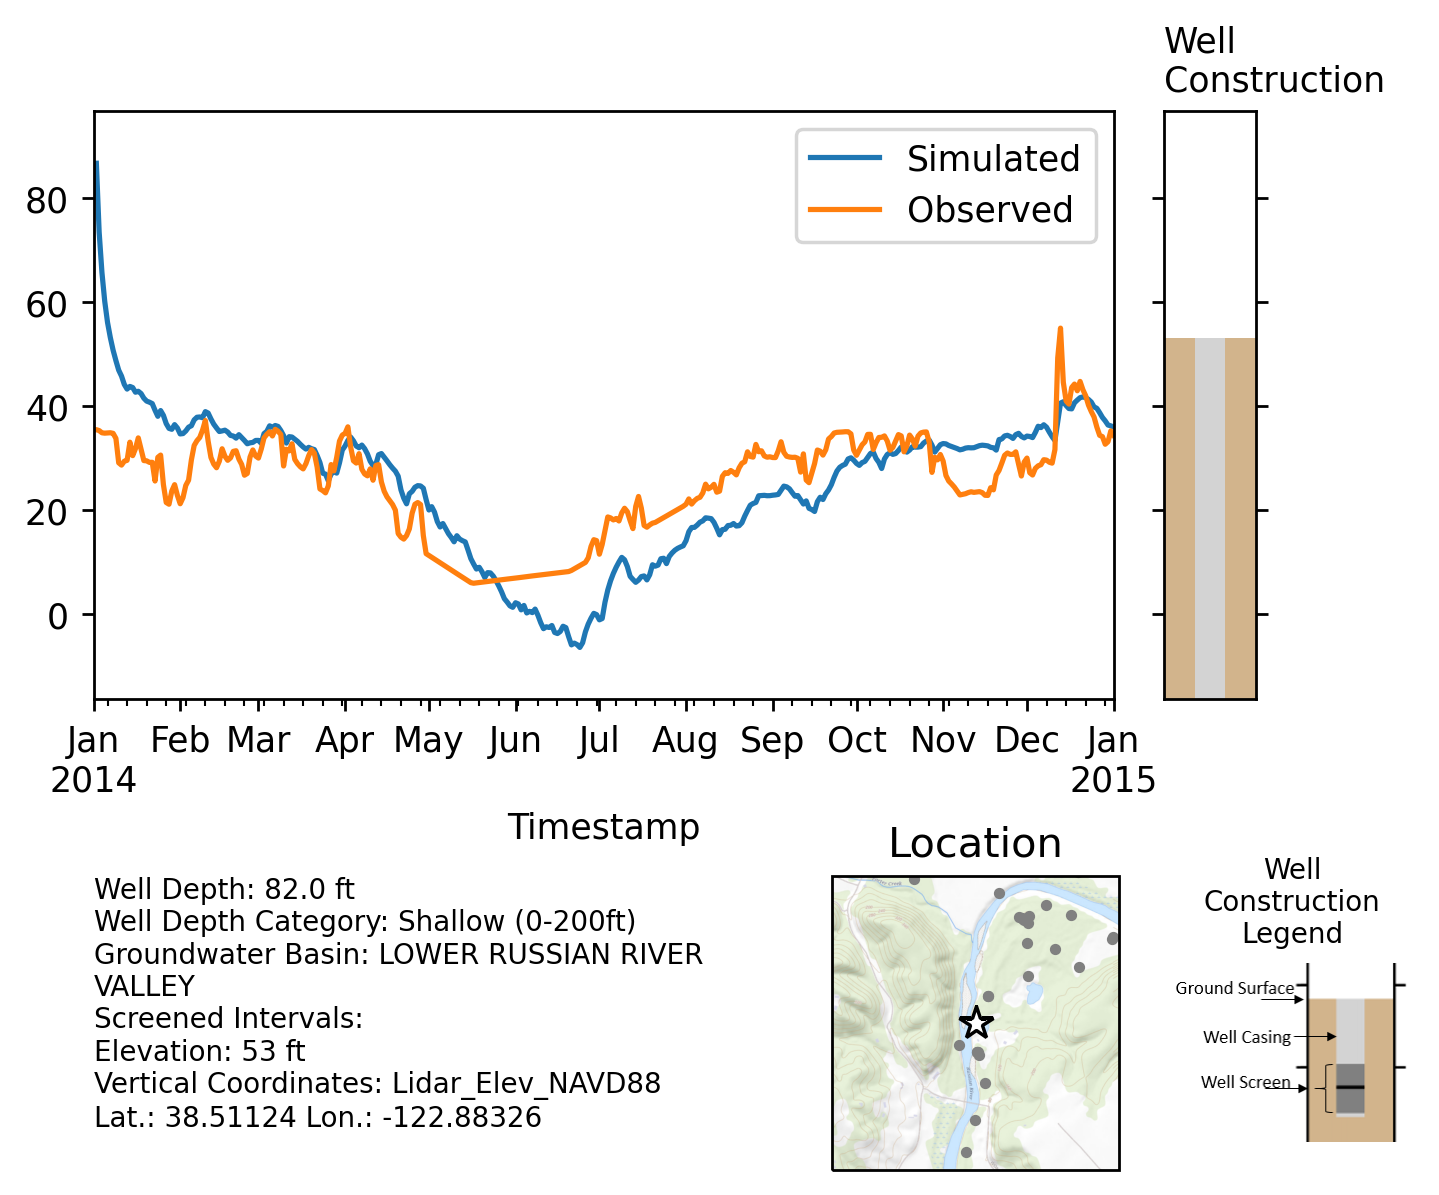 Well
Construction
Simulated
Observed
80
60
40
20
0
Jan
2014
Feb
Mar
Apr
May
Jun
Jul
Aug
Sep
Oct
Nov
Dec
Jan
2015
Timestamp
Well Depth: 82.0 ft
Well Depth Category: Shallow (0-200ft)
Groundwater Basin: LOWER RUSSIAN RIVER
VALLEY
Screened Intervals:
Elevation: 53 ft
Vertical Coordinates: Lidar_Elev_NAVD88
Lat.: 38.51124 Lon.: -122.88326
Location
Well
Construction
Legend
Ground Surface
Well Casing
Well Screen